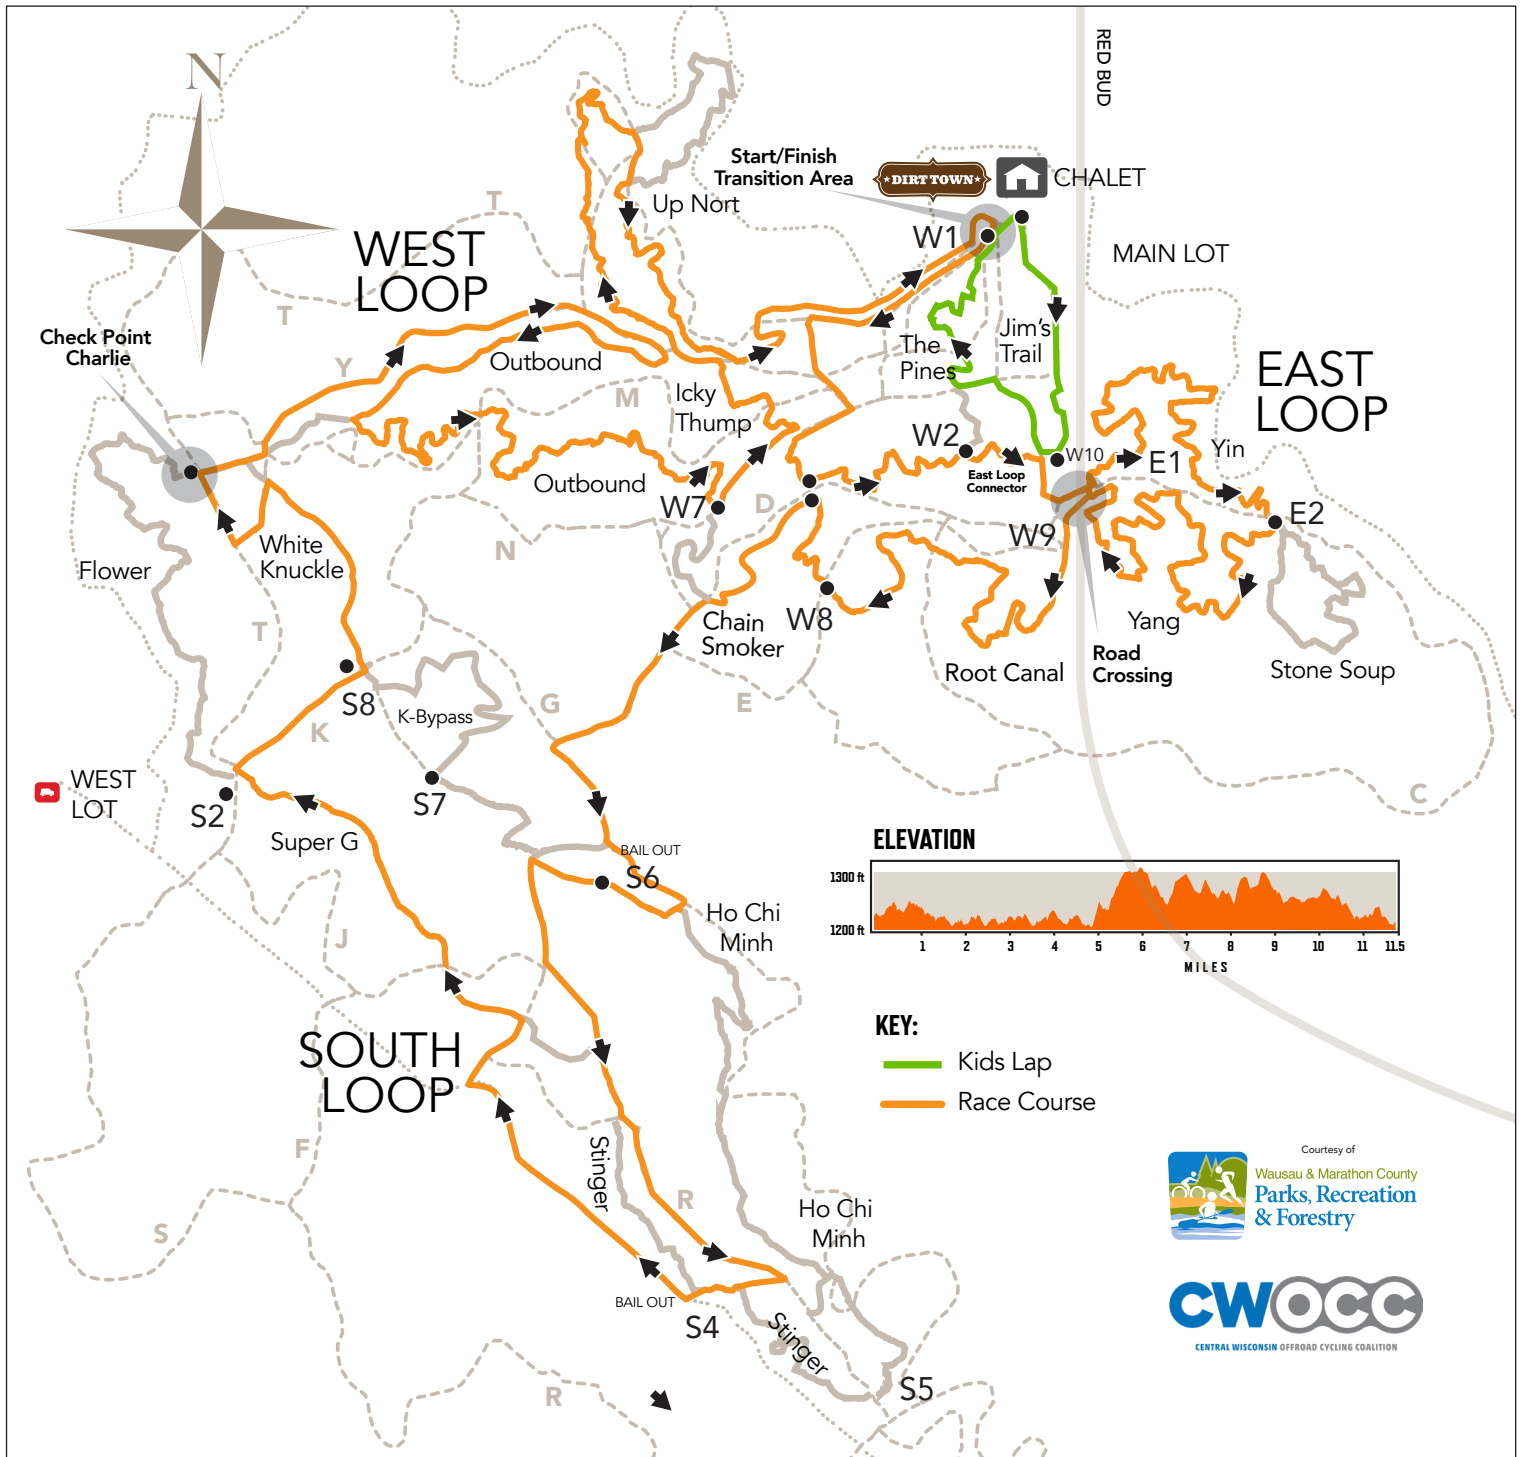 N
RED BUD
Start/Finish
Transition Area
★DIRT TOWN★
CHALET
T
Up Nort
W1
WEST
LOOP
MAIN LOT
T
Check Point
Charlie
Y
Outbound
The
Pines
Jim's
Trail
EAST
LOOP
M
Icky
Thump
W2
W10
E1
Yin
East Loop
Connector
Outbound
W7
D
E2
W9
N
Y
White
Knuckle
Flower
T
Chain
Smoker
W8
Yang
Root Canal
Road
Crossing
Stone Soup
S8
K-Bypass
G
E
K
WEST
LOT
S2
S7
C
Super G
BAIL OUT
S6
ELEVATION
1300 ft
1200 ft
1 2 3 4 5 6 7 8 9 10 11 11.5
MILES
Ho Chi
Minh
J
KEY:
Kids Lap
Race Course
SOUTH
LOOP
F
Stinger
R
S
Ho Chi
Minh
Courtesy of
Wausau & Marathon County
Parks, Recreation
& Forestry
BAIL OUT
S4
Stinger
CWOCC
CENTRAL WISCONSIN OFFROAD CYCLING COALITION
R
S5